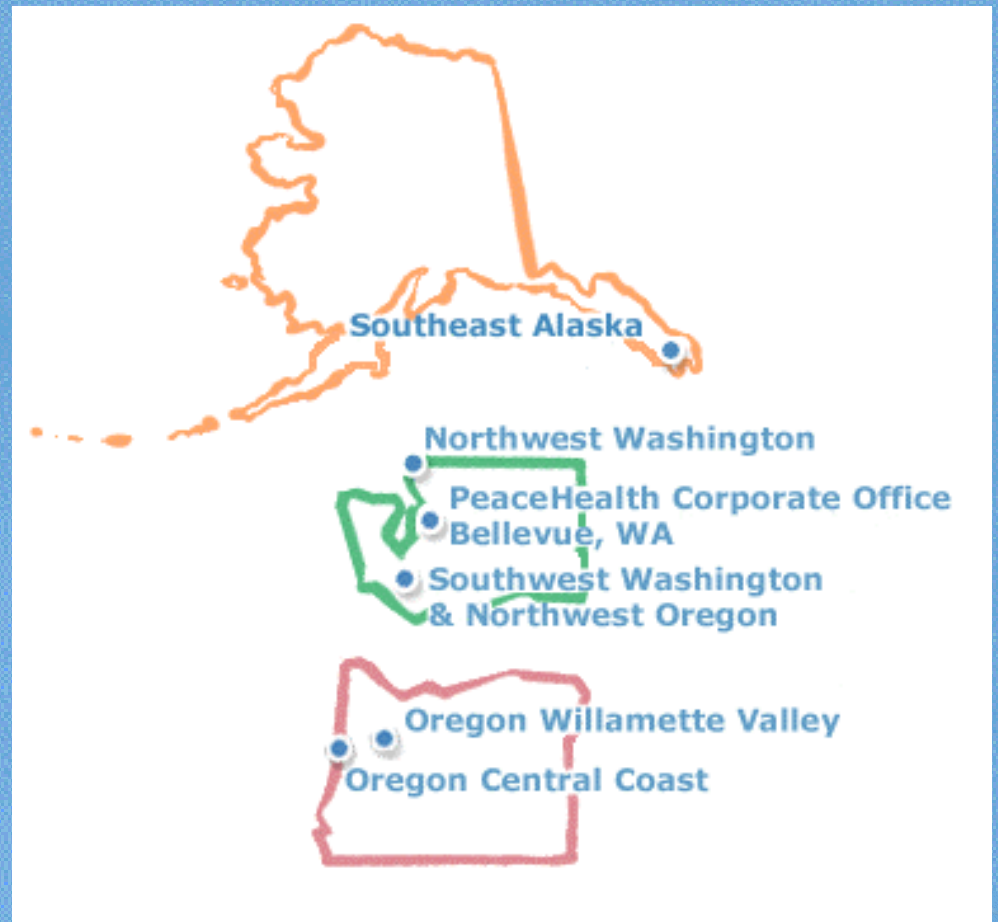 Southeast Alaska
Northwest Washington
PeaceHealth Corporate Office
Bellevue, WA
Southwest Washington
& Northwest Oregon
Oregon Willamette Valley
Oregon Central Coast